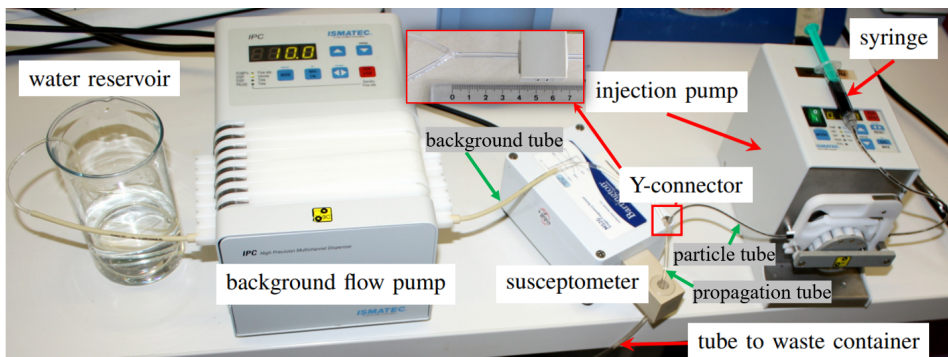 IPC
ISMATEC
10.0
syringe
water reservoir
0 1 2 3 4 5 6 7
injection pump
ISMATEC
background tube
Bartington
Y-connector
IPC High Precision Multichannel Dispenser
particle tube
background flow pump
susceptometer
propagation tube
ISMATEC
tube to waste container